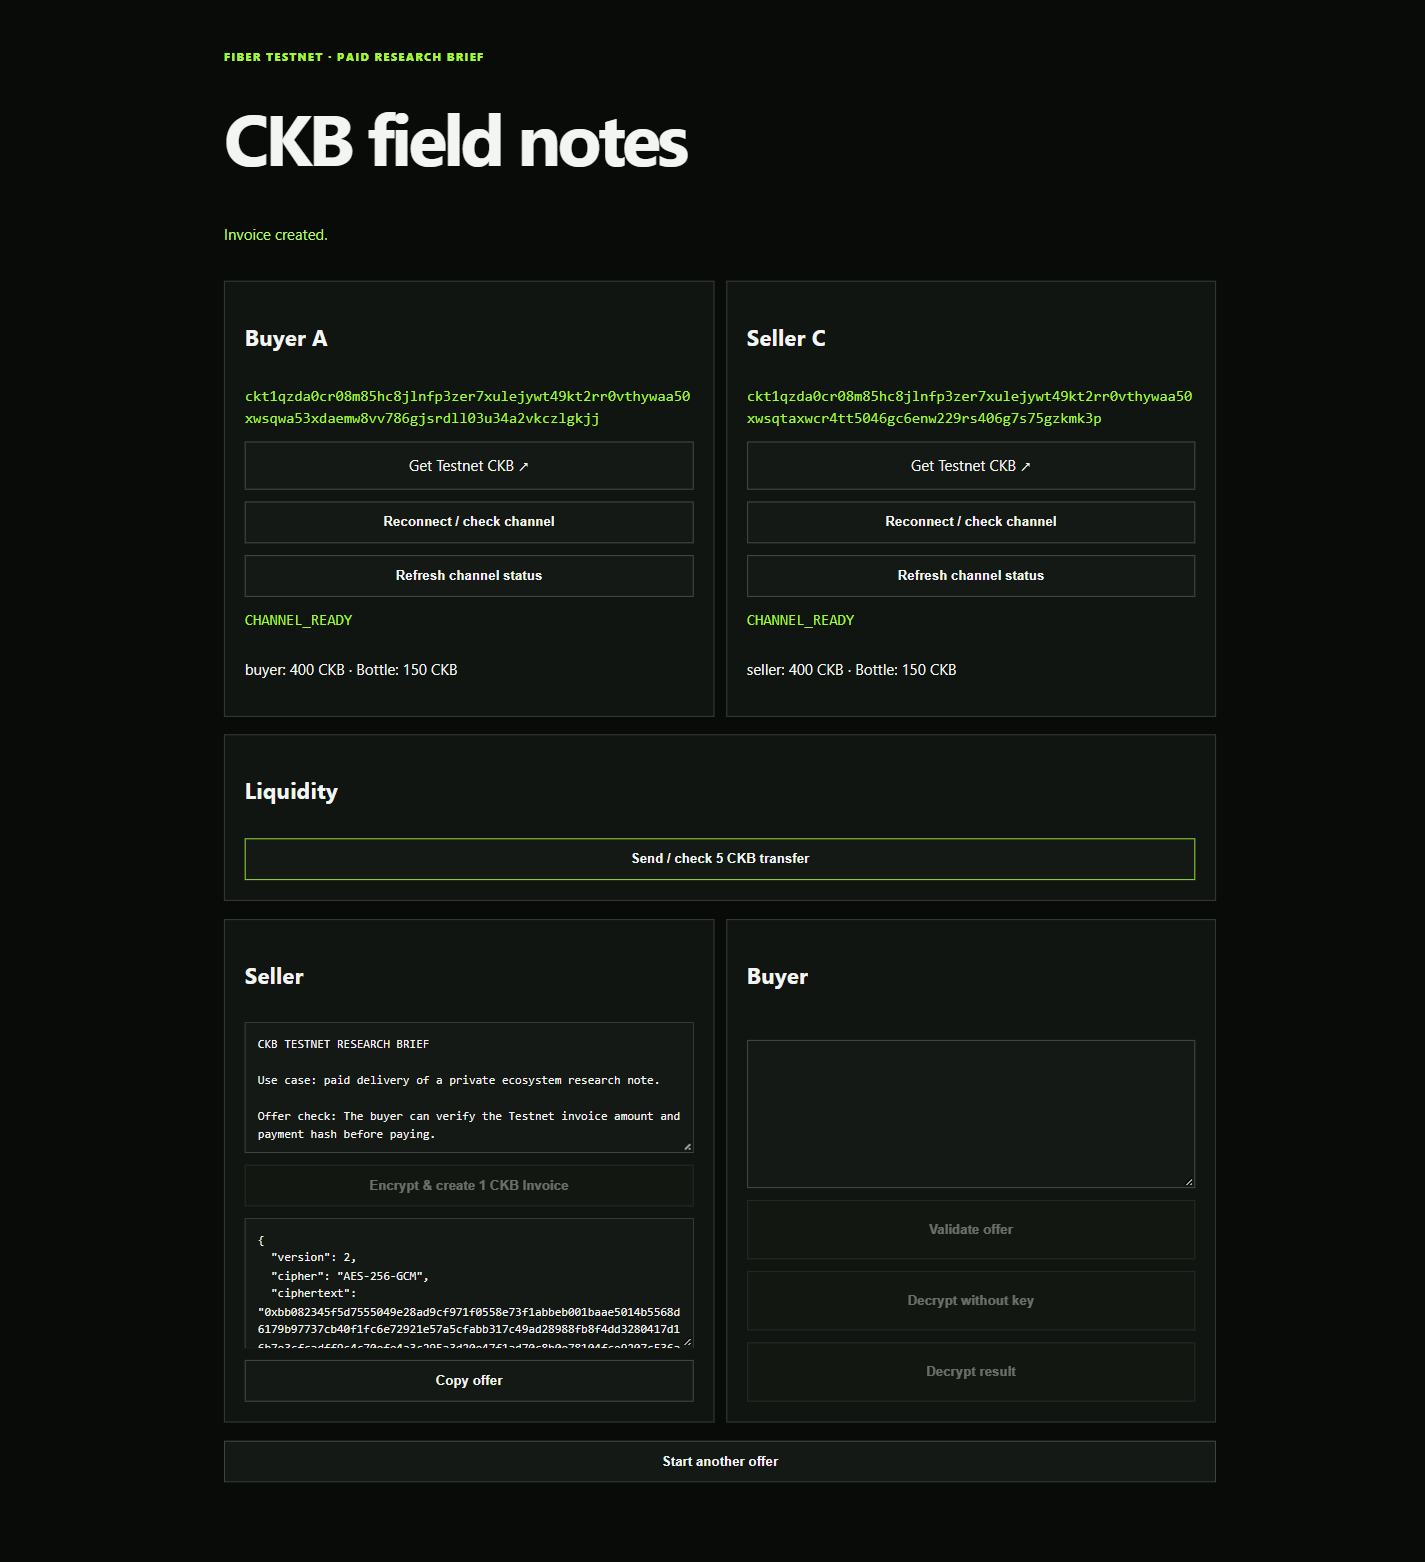 FIBER TESTNET · PAID RESEARCH BRIEF
CKB field notes
Invoice created.
Buyer A
ckt1qzda0cr08m85hc8jlnfp3zer7xulejywt49kt2rr0vthywaa50
xwsqwa53xdaemw8vv786gjsrdll03u34a2vkczlgkjj
Get Testnet CKB ↗
Reconnect / check channel
Refresh channel status
CHANNEL_READY
buyer: 400 CKB · Bottle: 150 CKB
Seller C
ckt1qzda0cr08m85hc8jlnfp3zer7xulejywt49kt2rr0vthywaa50
xwsqtaxwcr4tt5046gc6enw229rs406g7s75gzkmk3p
Get Testnet CKB ↗
Reconnect / check channel
Refresh channel status
CHANNEL_READY
seller: 400 CKB · Bottle: 150 CKB
Liquidity
Send / check 5 CKB transfer
Seller
CKB TESTNET RESEARCH BRIEF
Use case: paid delivery of a private ecosystem research note.
Offer check: The buyer can verify the Testnet invoice amount and
payment hash before paying.
Encrypt & create 1 CKB Invoice
{
"version": 2,
"cipher": "AES-256-GCM",
"ciphertext":
"0xbb082345f5d7555049e28ad9cf971f0558e73f1abbeb001baae5014b5568d
6179b97737cb40f1fc6e72921e57a5cfabb317c49ad28988fb8f4dd3280417d1
Copy offer
Buyer
Validate offer
Decrypt without key
Decrypt result
Start another offer